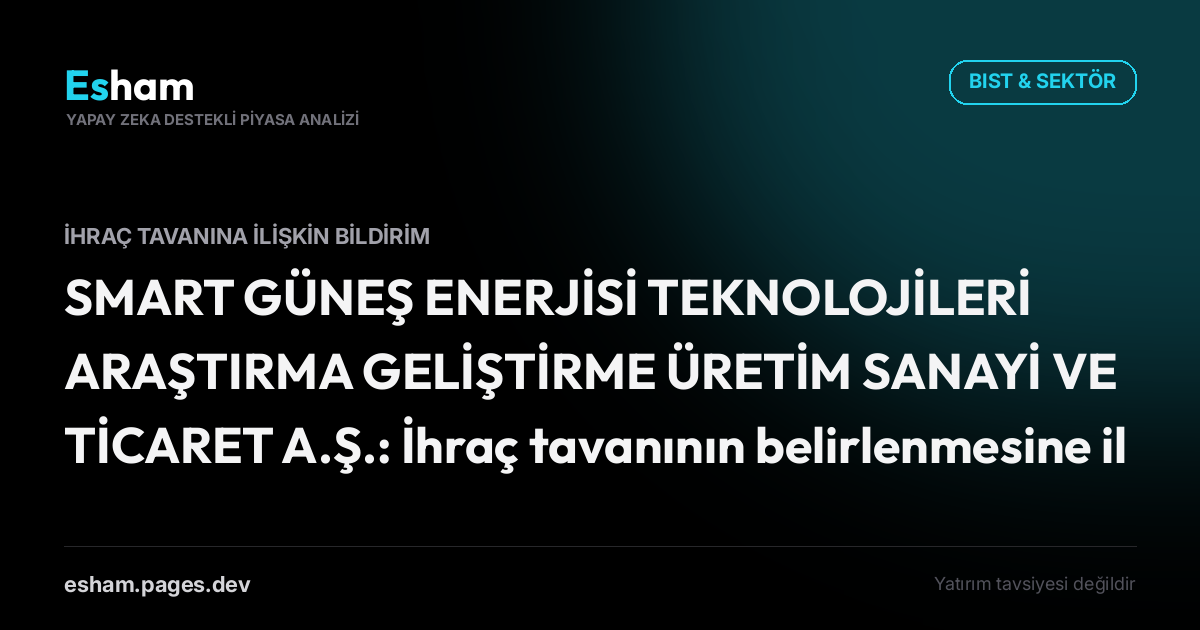 Esham
BIST & SEKTÖR
YAPAY ZEKA DESTEKLİ PİYASA ANALİZİ
İHRAÇ TAVANINA İLİŞKİN BİLDİRİM
SMART GÜNEŞ ENERJİSİ TEKNOLOJİLERİ
ARAŞTIRMA GELİŞTİRME ÜRETİM SANAYİ VE
TİCARET A.Ş.: İhraç tavanının belirlenmesine il
esham.pages.dev
Yatırım tavsiyesi değildir